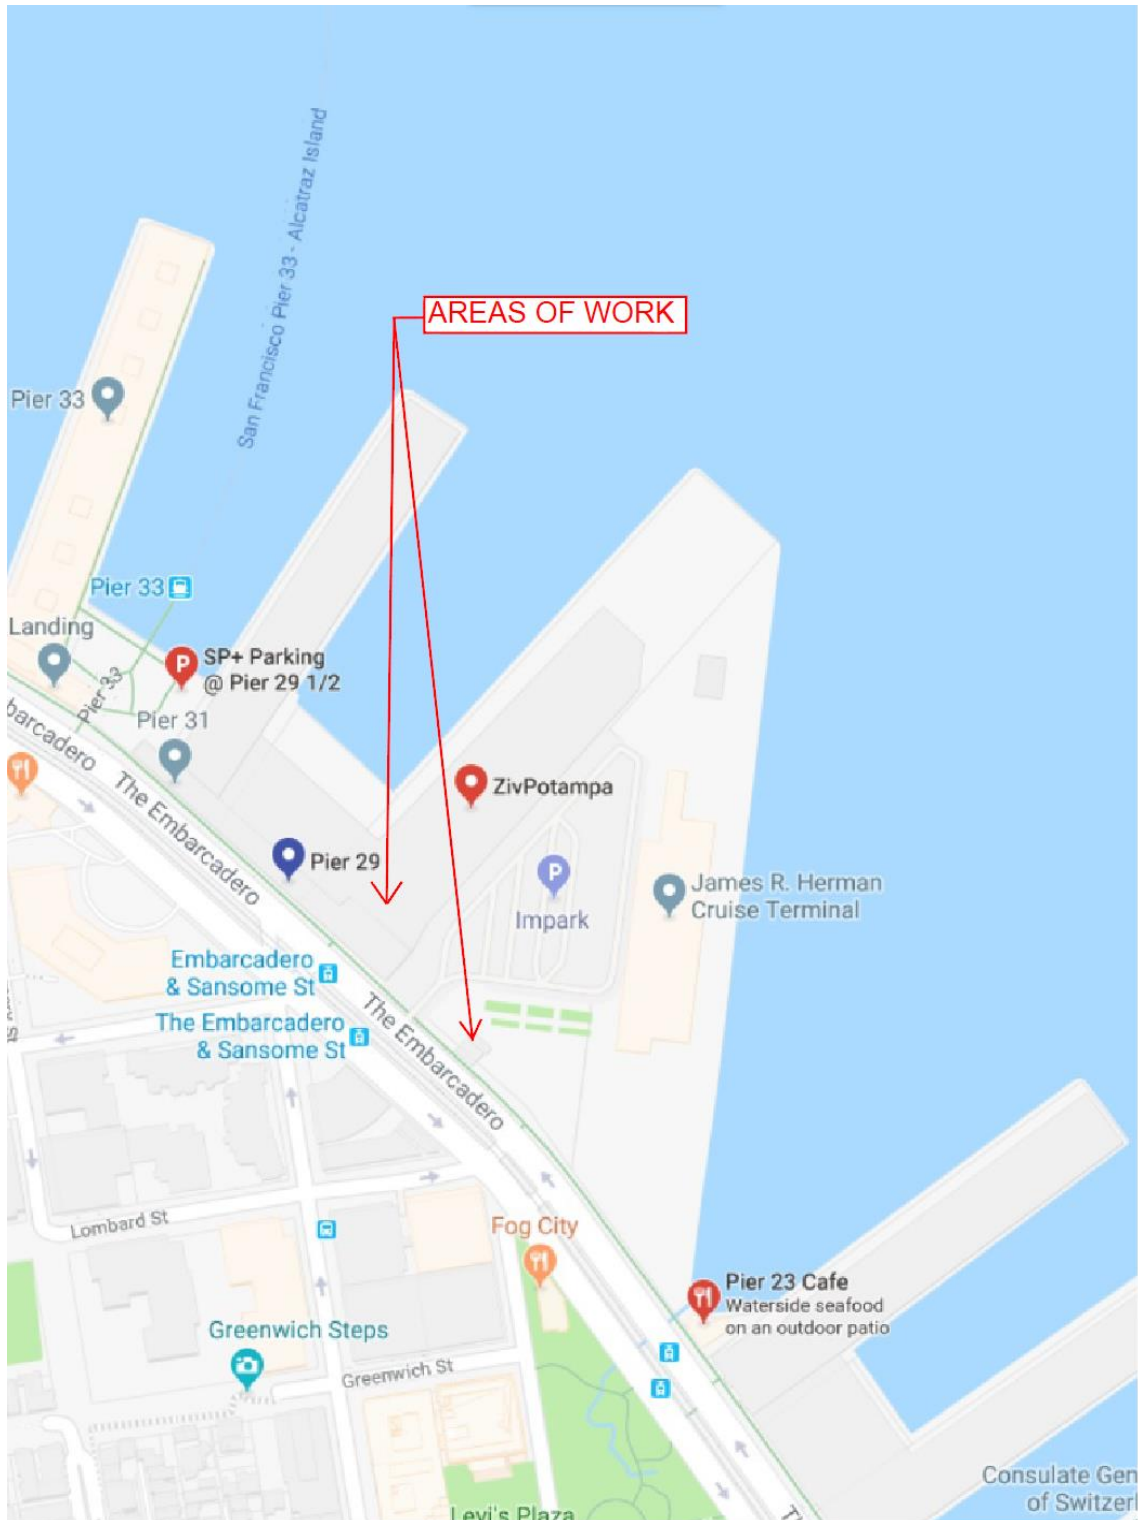 San Francisco Pier 33 - Alcatraz Island
AREAS OF WORK
Pier 33
Pier 33
Landing
SP+ Parking
@ Pier 29 1/2
Pier 33
Pier 31
barcadero
The Embarcadero
ZivPotampa
Pier 29
P
Impark
James R. Herman
Cruise Terminal
Embarcadero
& Sansome St
The Embarcadero
& Sansome St
The Embarcadero
Lombard St
Fog City
Pier 23 Cafe
Waterside seafood
on an outdoor patio
Greenwich Steps
Greenwich St
Consulate Gen
of Switzerl
Levi's Plaza
Th